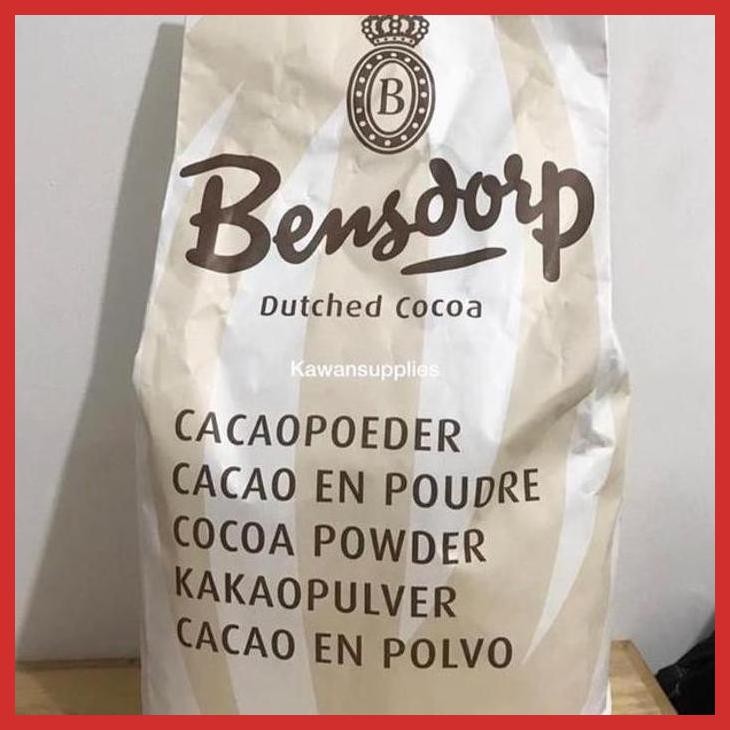 B
Bensdorp
Dutched Cocoa
Kawansupplies
CACAOPOEDER
CACAO EN POUDRE
COCOA POWDER
KAKAOPULVER
CACAO EN POLVO